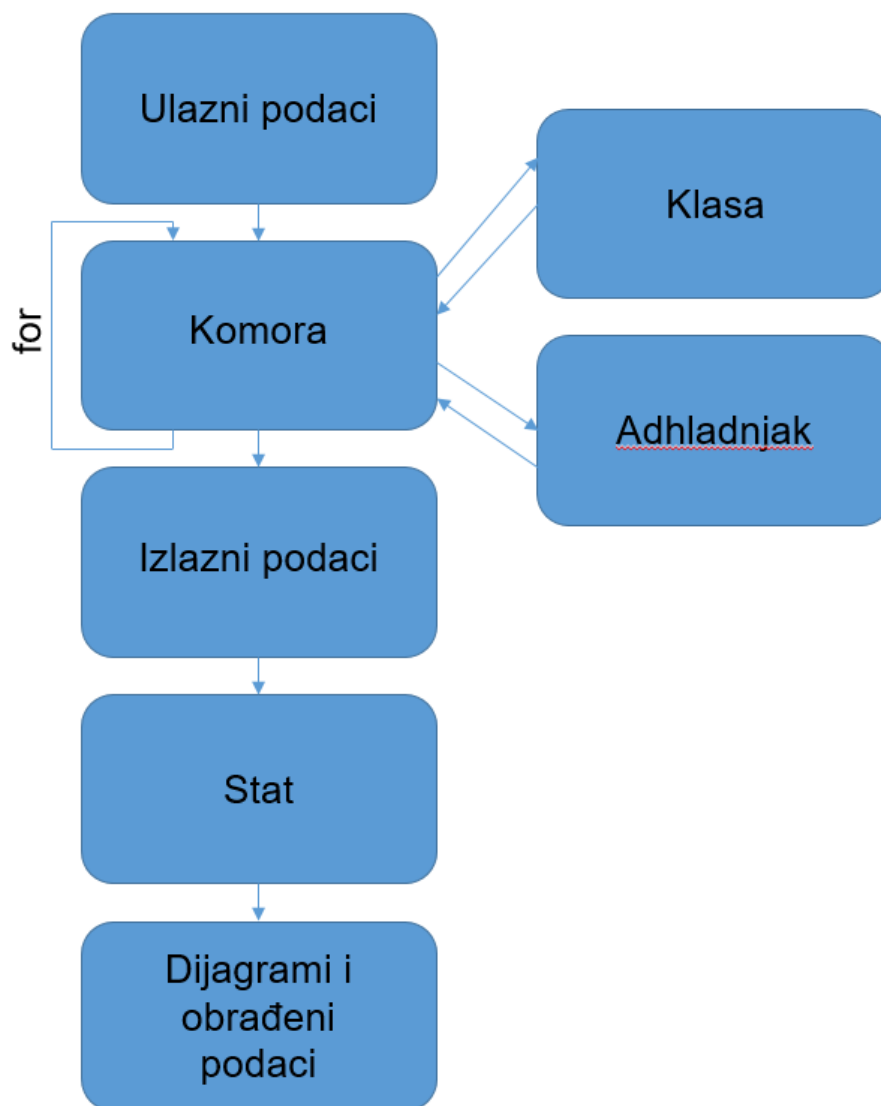 Ulazni podaci
Klasa
for
Komora
Adhladnjak
Izlazni podaci
Stat
Dijagrami i
obrađeni
podaci